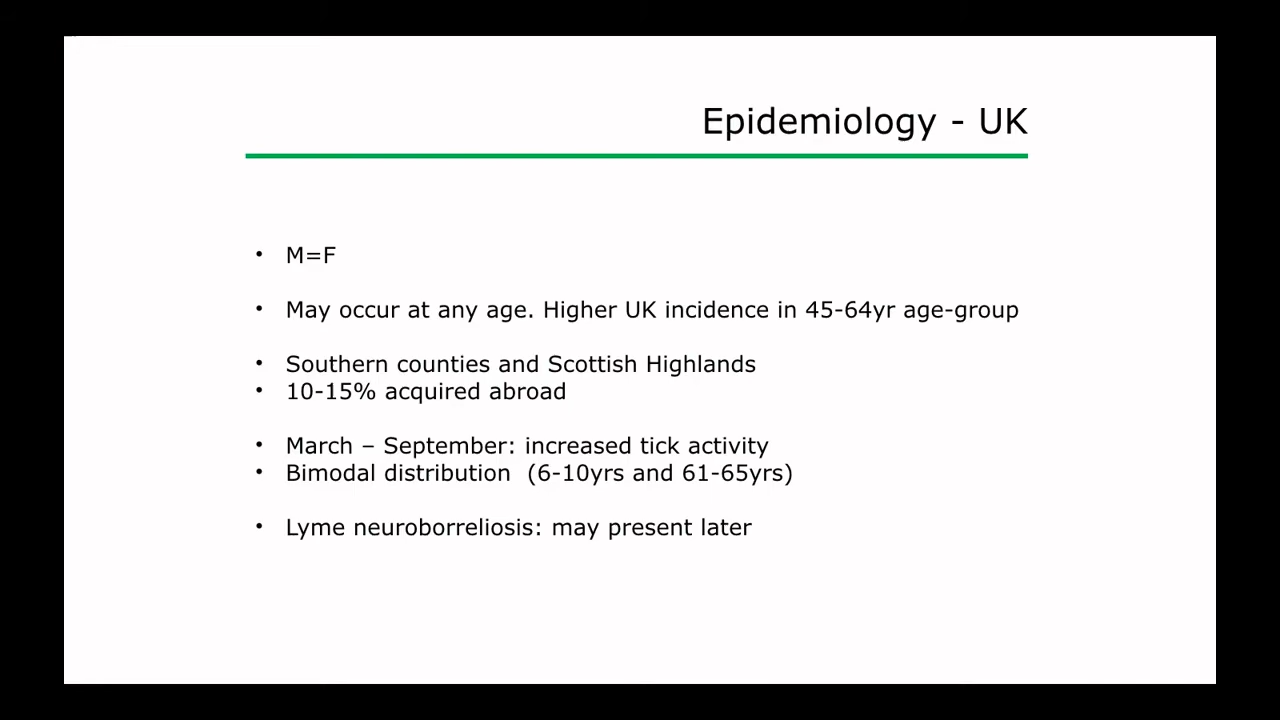 Epidemiology - UK
• M=F
• May occur at any age. Higher UK incidence in 45-64yr age-group
• Southern counties and Scottish Highlands
• 10-15% acquired abroad
• March – September: increased tick activity
• Bimodal distribution (6-10yrs and 61-65yrs)
• Lyme neuroborreliosis: may present later